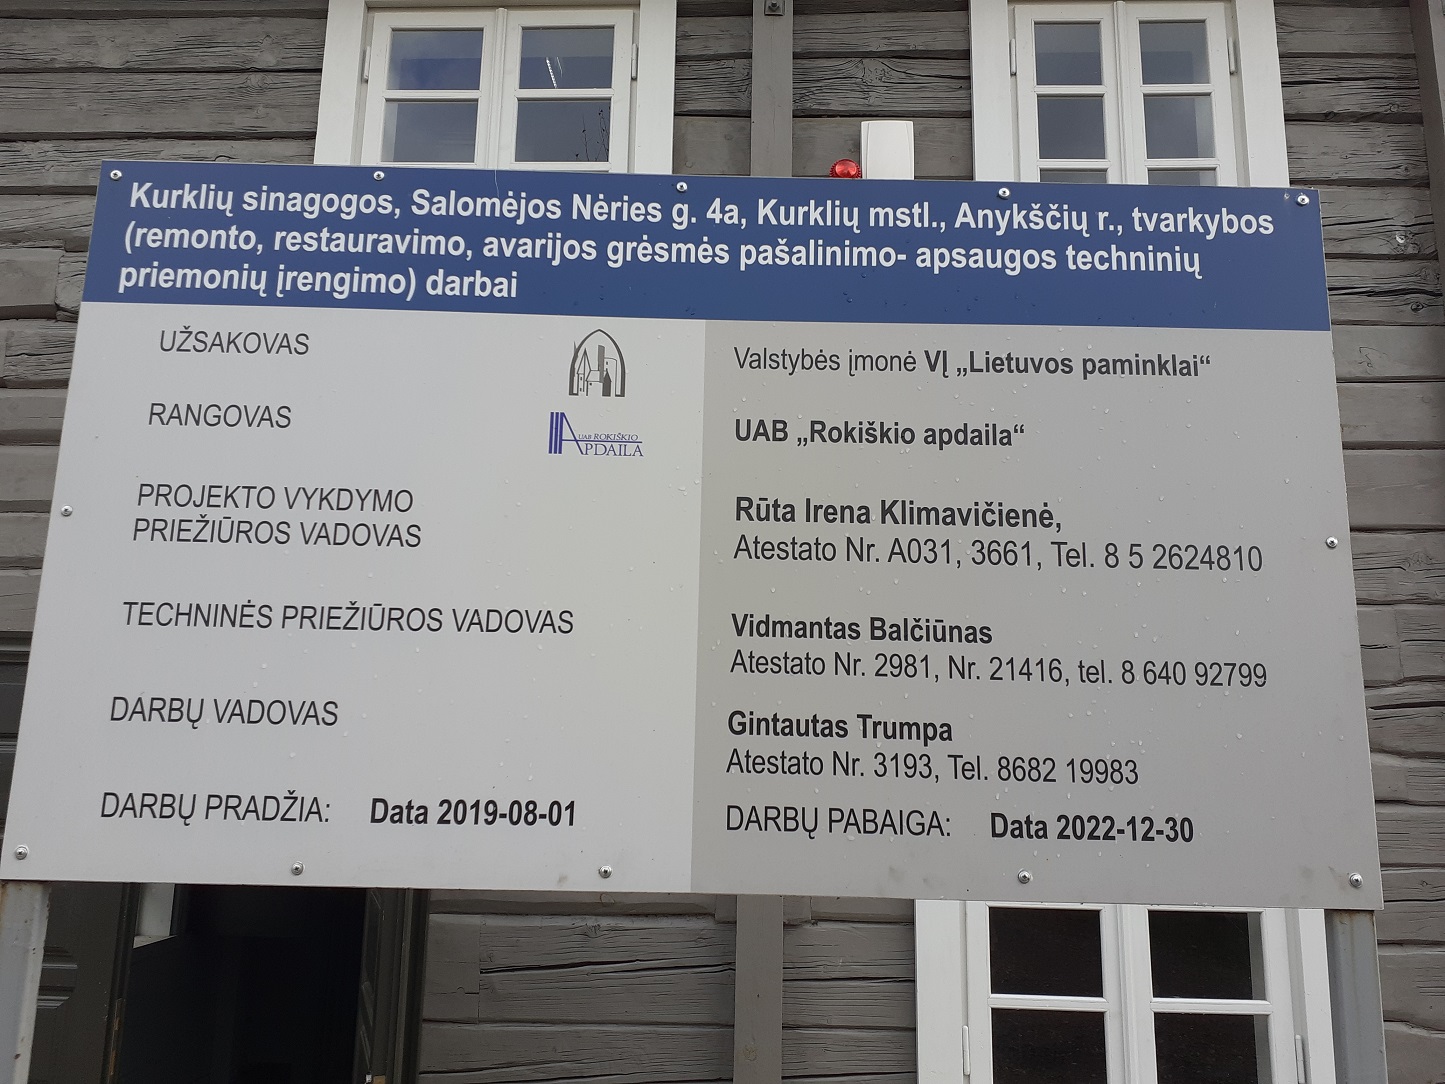 Kurklių sinagogos, Salomėjos Nėries g. 4a, Kurklių mstl., Anykščių r., tvarkybos
(remonto, restauravimo, avarijos grėsmės pašalinimo- apsaugos techninių
priemonių įrengimo) darbai
UŽSAKOVAS
Valstybės įmonė VĮ „Lietuvos paminklai“
RANGOVAS
UAB ROKIŠKIO
APDAILA
UAB „Rokiškio apdaila“
PROJEKTO VYKDYMO
PRIEŽIŪROS VADOVAS
Rūta Irena Klimavičienė,
Atestato Nr. A031, 3661, Tel. 8 5 2624810
TECHNINĖS PRIEŽIŪROS VADOVAS
Vidmantas Balčiūnas
Atestato Nr. 2981, Nr. 21416, tel. 8 640 92799
DARBŲ VADOVAS
Gintautas Trumpa
Atestato Nr. 3193, Tel. 8682 19983
DARBŲ PRADŽIA: Data 2019-08-01
DARBŲ PABAIGA: Data 2022-12-30